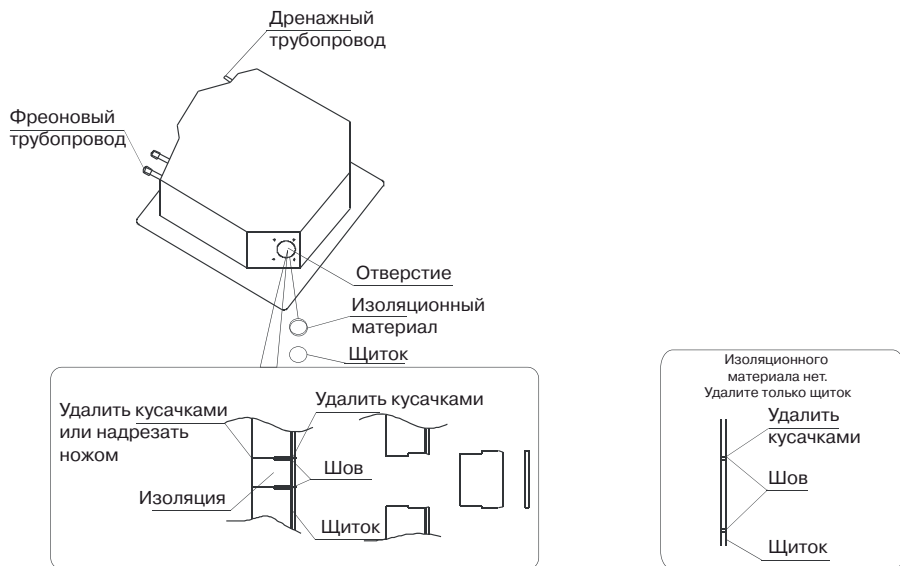 Дренажный
трубопровод
Фреоновый
трубопровод
Отверстие
Изоляционный
материал
Щиток
Удалить кусачками
или надрезать
ножом
Удалить кусачками
Шов
Изоляция
Щиток
Изоляционного
материала нет.
Удалите только щиток
Удалить
кусачками
Шов
Щиток